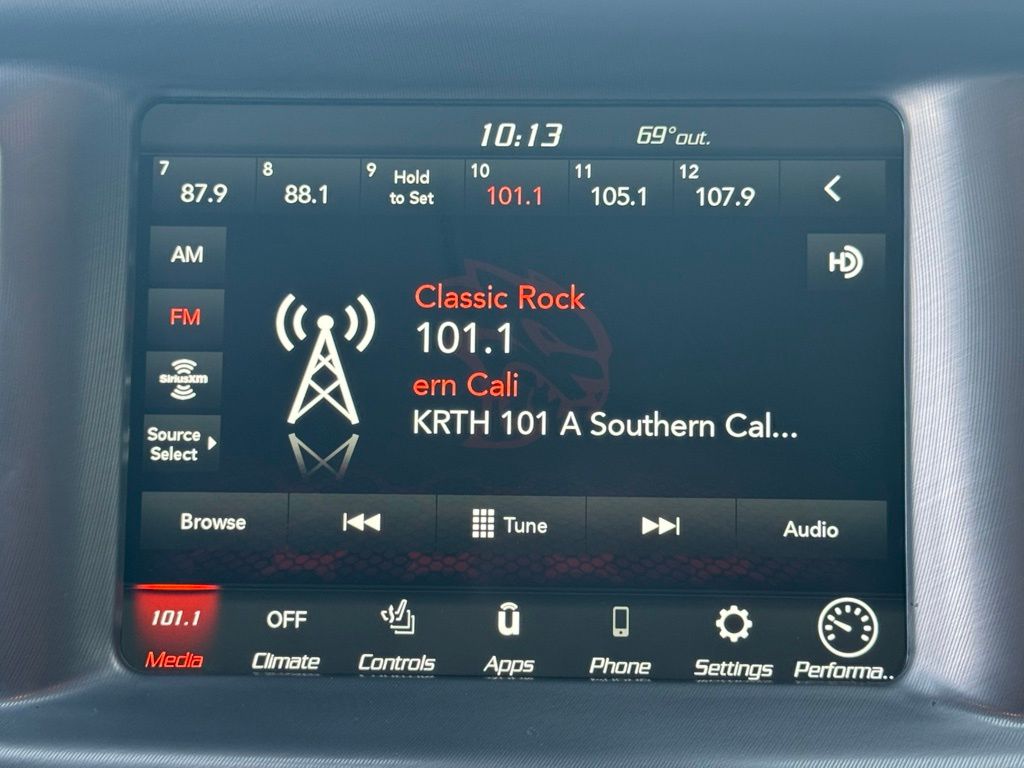 10:13 69°out.
7 8 9 Hold 10 11 12
87.9 88.1 to Set 101.1 105.1 107.9
AM HD
Classic Rock
FM 101.1
SiriusXM ern Cali
Source KRTH 101 A Southern Cal...
Select
Browse Tune Audio
101.1 OFF u
Media Climate Controls Apps Phone Settings Performa..